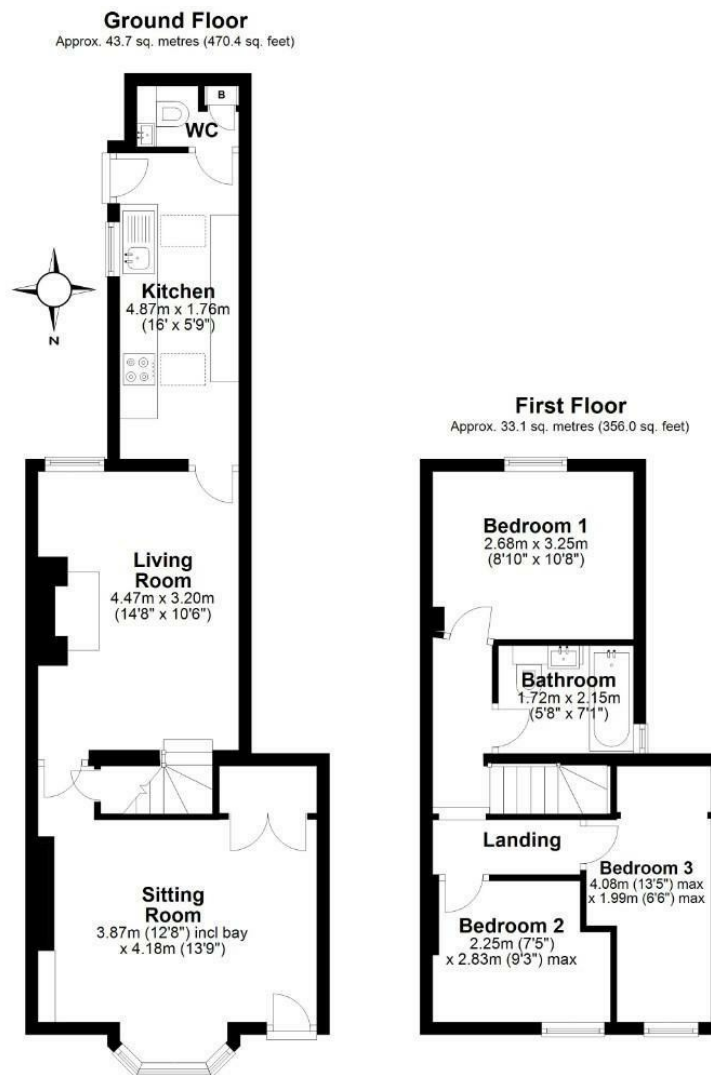 Ground Floor
Approx. 43.7 sq. metres (470.4 sq. feet)
B
WC
Kitchen
4.87m x 1.76m
(16' x 5'9")
N
Living
Room
4.47m x 3.20m
(14'8" x 10'6")
Sitting
Room
3.87m (12'8") incl bay
x 4.18m (13'9")
First Floor
Approx. 33.1 sq. metres (356.0 sq. feet)
Bedroom 1
2.68m x 3.25m
(8'10" x 10'8")
Bathroom
1.72m x 2.15m
(5'8" x 7'1")
Landing
Bedroom 3
4.08m (13'5") max
x 1.99m (6'6") max
Bedroom 2
2.25m (7'5")
x 2.83m (9'3") max